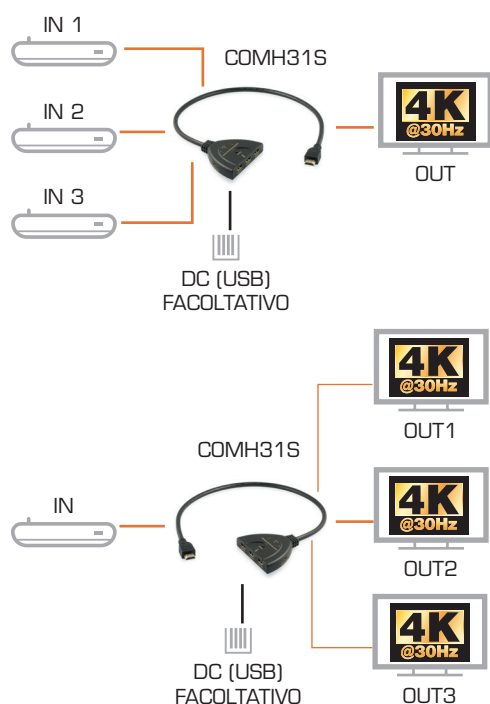 IN 1
COMH31S
IN 2
4K
@30Hz
OUT
IN 3
DC (USB)
FACOLTATIVO
4K
@30Hz
OUT1
COMH31S
IN
4K
@30Hz
OUT2
4K
@30Hz
DC (USB)
FACOLTATIVO
OUT3